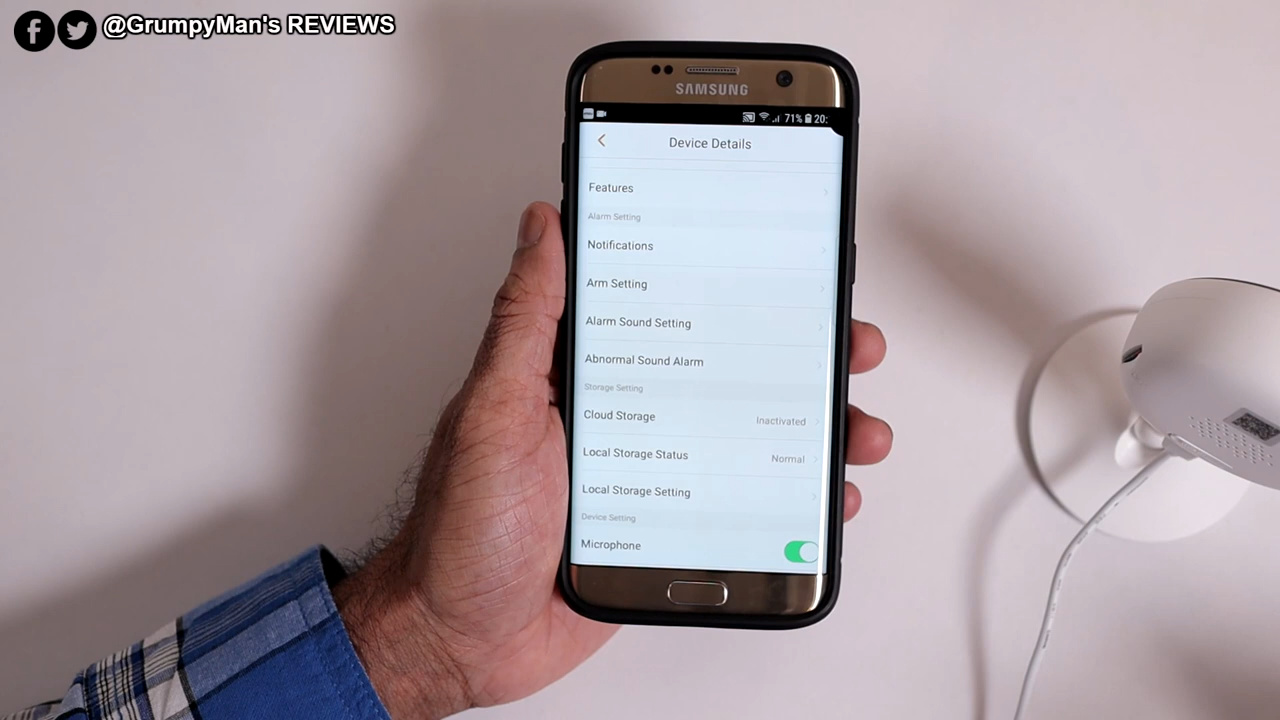 @GrumpyMan's REVIEWS
SAMSUNG
71% 20:
Device Details
Features
Alarm Setting
Notifications
Arm Setting
Alarm Sound Setting
Abnormal Sound Alarm
Storage Setting
Cloud Storage Inactivated
Local Storage Status Normal
Local Storage Setting
Device Setting
Microphone